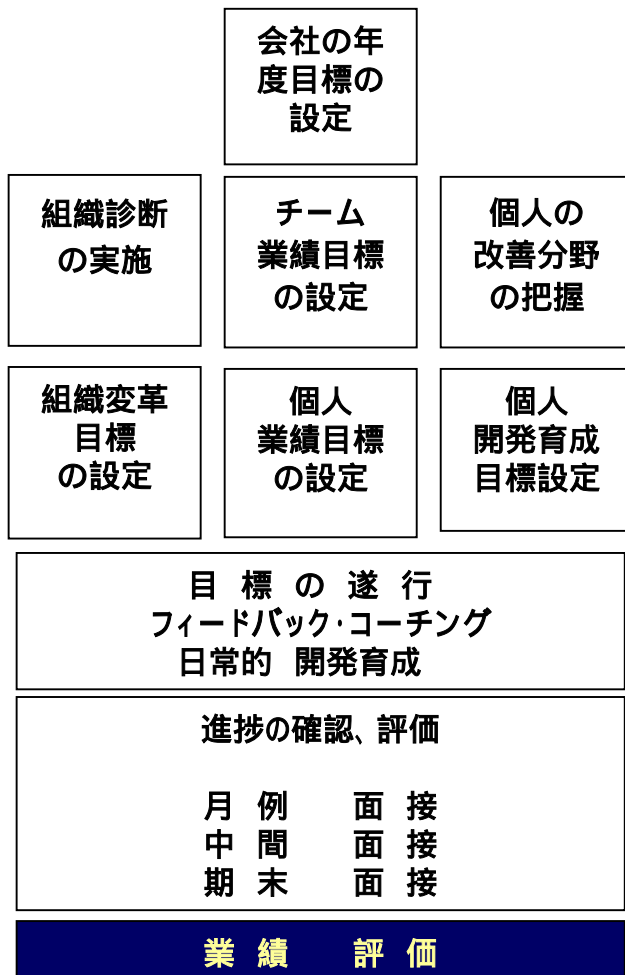 会社の年
度目標の
設定
組織診断
の実施
チーム
業績目標
の設定
個人の
改善分野
の把握
組織変革
目標
の設定
個人
業績目標
の設定
個人
開発育成
目標設定
目 標 の 遂 行
フィードバック・コーチング
日常的 開発育成
進捗の確認、評価
月 例 面 接
中 間 面 接
期 末 面 接
業 績 評 価